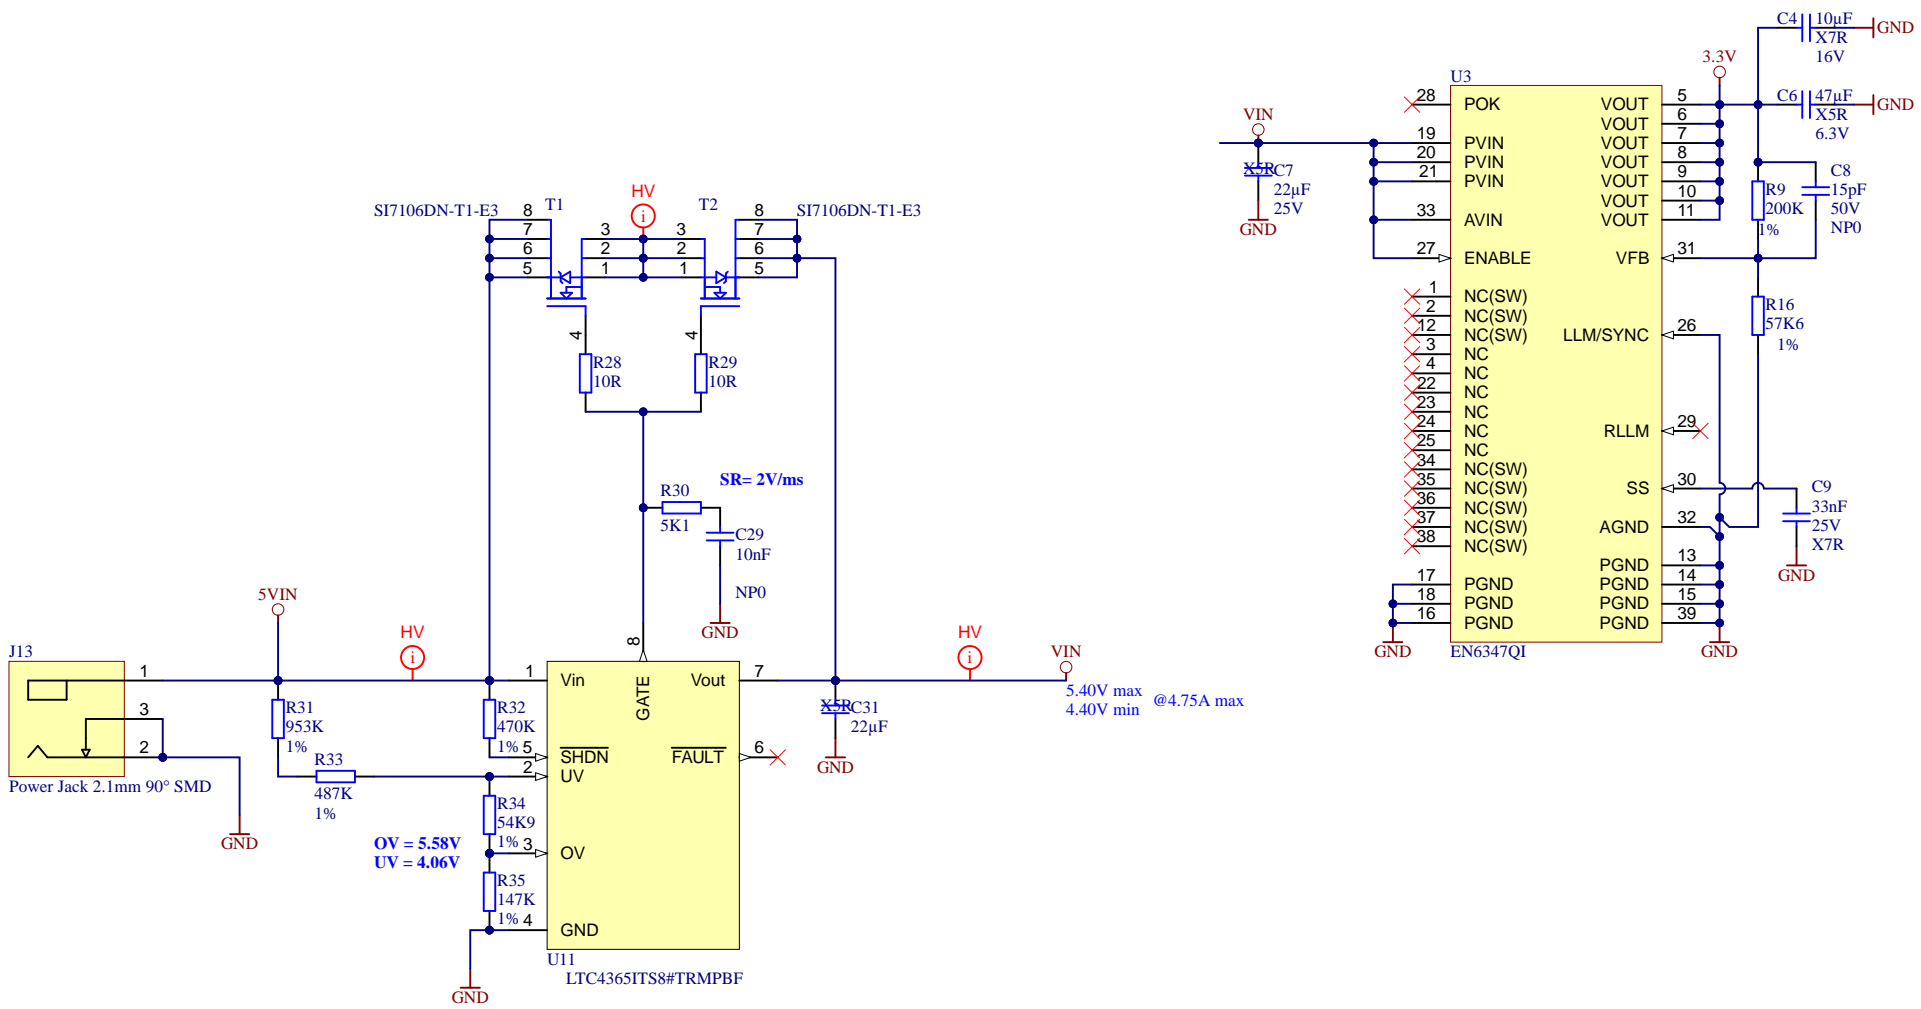 HV
SI7106DN-T1-E3
T1
T2
SI7106DN-T1-E3
8
7
6
5
3
2
1
3
2
1
8
7
6
5
4
4
R28
10R
R29
10R
SR= 2V/ms
R30
5K1
C29
10nF
NP0
GND
5VIN
HV
J13
1
3
2
Power Jack 2.1mm 90° SMD
GND
R31
953K
1%
R33
487K
1%
R32
470K
1%
R34
54K9
1%
R35
147K
1%
OV = 5.58V
UV = 4.06V
GND
1
5
2
3
4
8
7
6
Vin
SHDN
UV
OV
GND
GATE
Vout
FAULT
U11
LTC4365ITS8#TRMPBF
X5R
C31
22µF
GND
HV
VIN
5.40V max
4.40V min
@4.75A max
VIN
X5R
C7
22µF
25V
GND
U3
28 POK
19 PVIN
20 PVIN
21 PVIN
33 AVIN
27 ENABLE
1 NC(SW)
2 NC(SW)
12 NC(SW)
3 NC
4 NC
22 NC
23 NC
24 NC
25 NC
34 NC(SW)
35 NC(SW)
36 NC(SW)
37 NC(SW)
38 NC(SW)
17 PGND
18 PGND
16 PGND
GND
EN6347QI
VOUT 5
VOUT 6
VOUT 7
VOUT 8
VOUT 9
VOUT 10
VOUT 11
VFB 31
LLM/SYNC 26
RLLM 29
SS 30
AGND 32
PGND 13
PGND 14
PGND 15
PGND 39
GND
3.3V
C4
10µF
X7R
16V
GND
C6
47µF
X5R
6.3V
GND
R9
200K
1%
C8
15pF
50V
NP0
R16
57K6
1%
C9
33nF
25V
X7R
GND